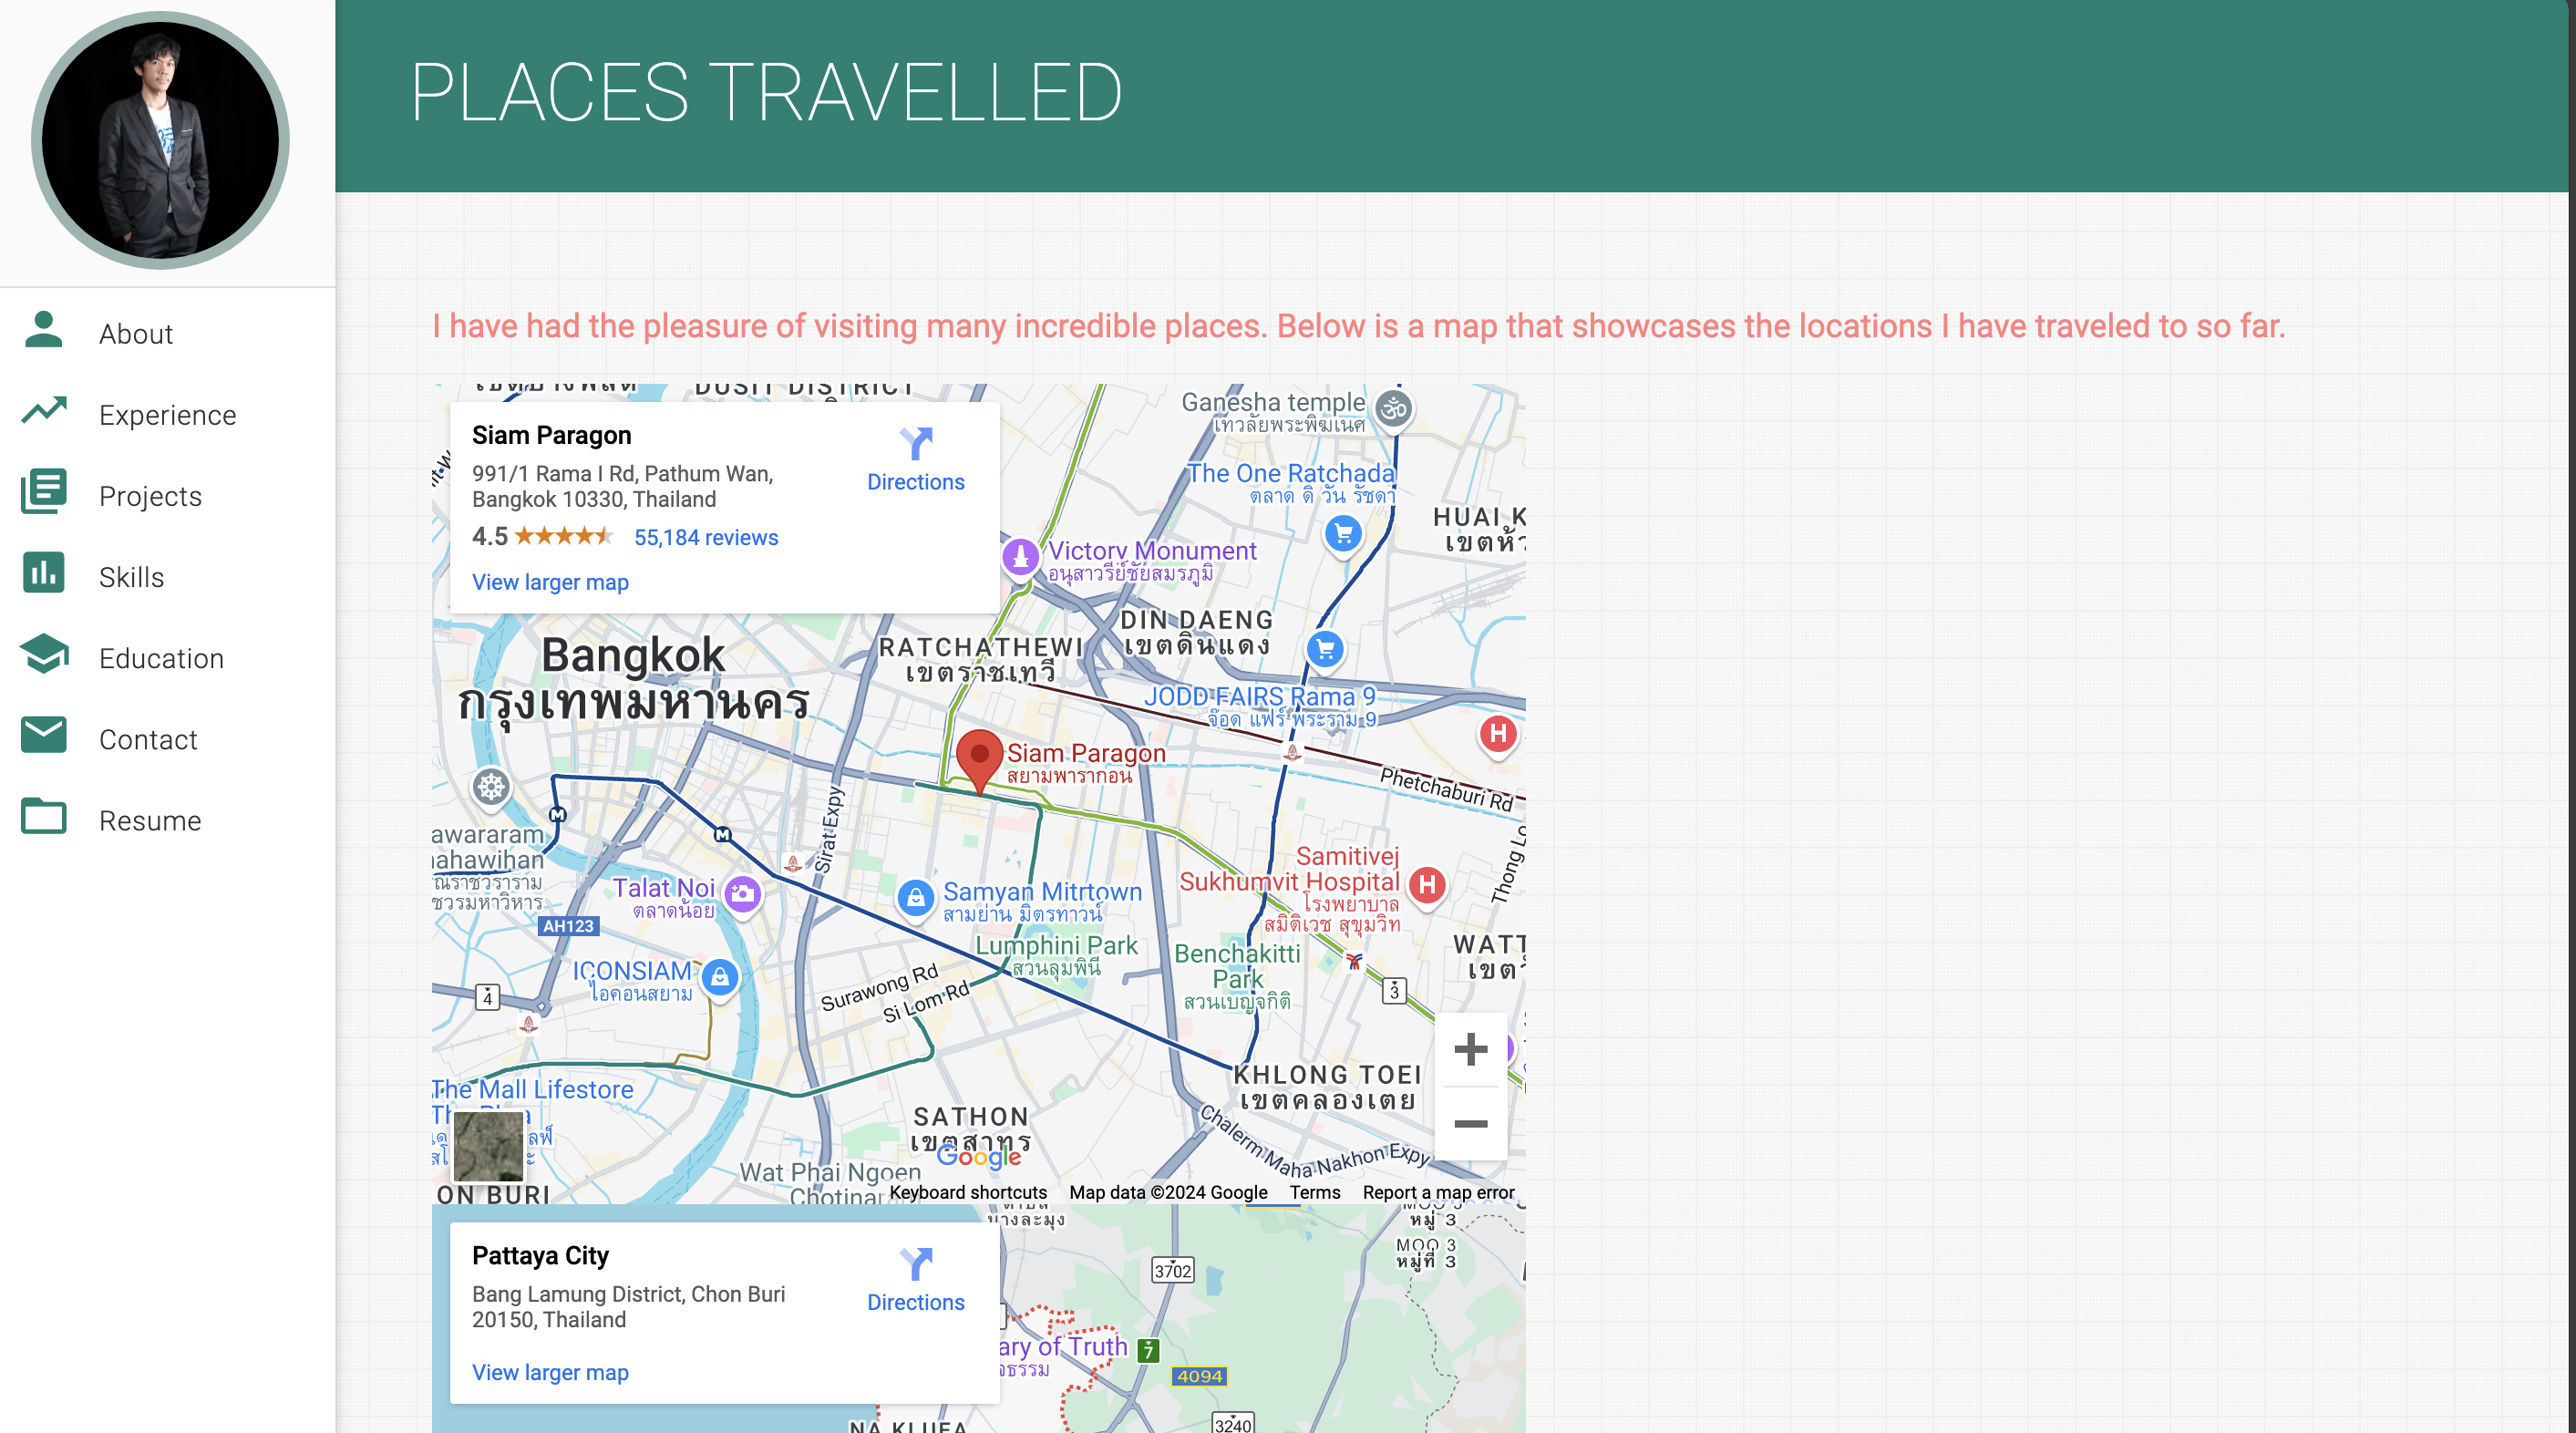 PLACES TRAVELLED
About
Experience
Projects
Skills
Education
Contact
Resume
I have had the pleasure of visiting many incredible places. Below is a map that showcases the locations I have traveled to so far.
DUSIT DISTRICT
Siam Paragon
991/1 Rama I Rd, Pathum Wan,
Bangkok 10330, Thailand
4.5
55,184 reviews
View larger map
Directions
Ganesha temple
เทวาลัยพระพิฆเนศ
The One Ratchada
ตลาด ดิ วัน รัชดา
HUAI K
เขตห้ว
Victory Monument
อนุสาวรีย์ชัยสมรภูมิ
DIN DAENG
เขตดินแดง
RATCHATHEWI
เขตราชเทวี
Bangkok
กรุงเทพมหานคร
JODD FAIRS Rama 9
จ๊อด แฟร์ พระราม 9
H
Siam Paragon
สยามพารากอน
Phetchaburi Rd
M
M
Sirat Expy
awararam
nahawihan
ณราชวราราม
ชวรมหาวิหาร
Samitivej
Sukhumvit Hospital
โรงพยาบาล
สมิติเวช สุขุมวิท
H
Thong Lo
Talat Noi
ตลาดน้อย
Samyan Mitrtown
สามย่าน มิตรทาวน์
AH123
Lumphini Park
สวนลุมพินี
Benchakitti
Park
สวนเบญจกิติ
WATT
เขตวั
ICONSIAM
ไอคอนสยาม
4
Surawong Rd
Si Lom Rd
3
The Mall Lifestore
KHLONG TOEI
เขตคลองเตย
SATHON
เขตสาทร
Chalerm Maha Nakhon Expy
Google
Wat Phai Ngoen
Chotinar
ON BURI
Keyboard shortcuts
Map data ©2024 Google
Terms
Report a map error
Pattaya City
Bang Lamung District, Chon Buri
20150, Thailand
View larger map
Directions
บางละมุง
หมู่ 3
MOO 3
หมู่ที่ 3
3702
ary of Truth
จธรรม
7
4094
3240
NA KLUEA